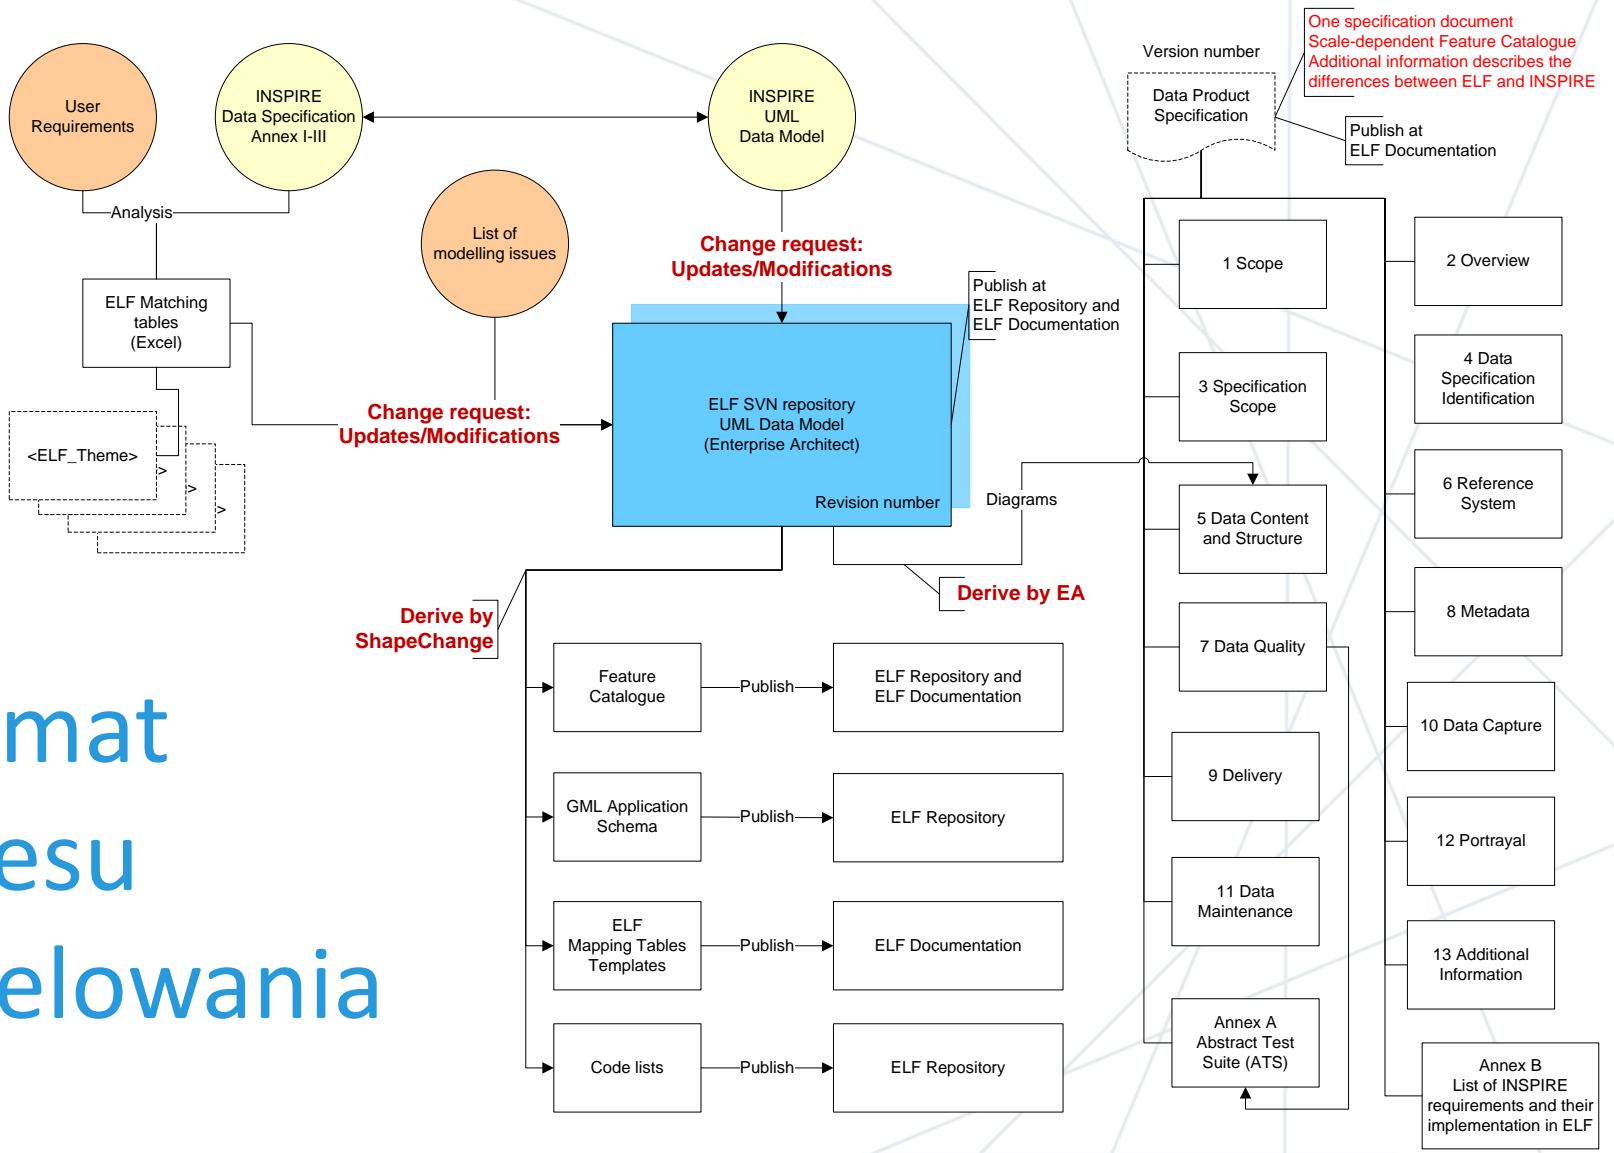 User
Requirements
INSPIRE
Data Specification
Annex I-III
INSPIRE
UML
Data Model
Version number
Data Product
Specification
One specification document
Scale-dependent Feature Catalogue
Additional information describes the
differences between ELF and INSPIRE
Publish at
ELF Documentation
Analysis
List of
modelling issues
Change request:
Updates/Modifications
ELF Matching
tables
(Excel)
Publish at
ELF Repository and
ELF Documentation
Change request:
Updates/Modifications
<ELF_Theme>
>
>
>
ELF SVN repository
UML Data Model
(Enterprise Architect)
Revision number
Diagrams
Derive by EA
Derive by
ShapeChange
Feature
Catalogue
Publish
ELF Repository and
ELF Documentation
GML Application
Schema
Publish
ELF Repository
ELF
Mapping Tables
Templates
Publish
ELF Documentation
Code lists
Publish
ELF Repository
1 Scope
2 Overview
3 Specification
Scope
4 Data
Specification
Identification
5 Data Content
and Structure
6 Reference
System
7 Data Quality
8 Metadata
9 Delivery
10 Data Capture
11 Data
Maintenance
12 Portrayal
13 Additional
Information
Annex A
Abstract Test
Suite (ATS)
Annex B
List of INSPIRE
requirements and their
implementation in ELF
mat
esu
elowania